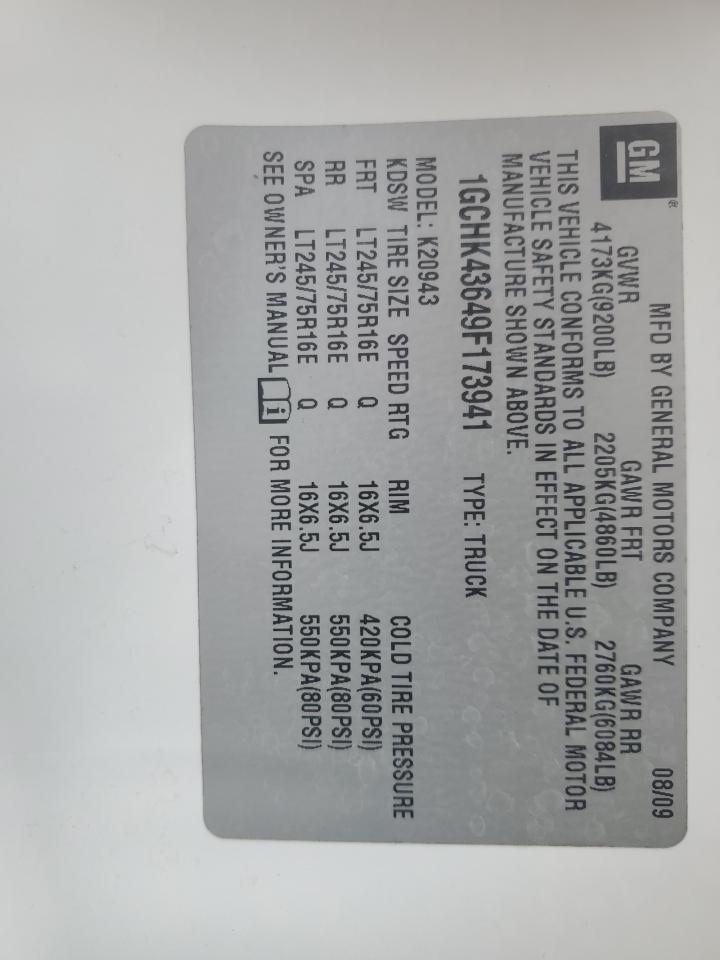 GM®
MFD BY GENERAL MOTORS COMPANY 08/09
GVWR GAWR FRT GAWR RR
4173KG(9200LB) 2205KG(4860LB) 2760KG(6084LB)
THIS VEHICLE CONFORMS TO ALL APPLICABLE U.S. FEDERAL MOTOR
VEHICLE SAFETY STANDARDS IN EFFECT ON THE DATE OF
MANUFACTURE SHOWN ABOVE.
1GCHK43649F173941 TYPE: TRUCK
MODEL: K20943
KDSW TIRE SIZE SPEED RTG RIM COLD TIRE PRESSURE
FRT LT245/75R16E Q 16X6.5J 420KPA(60PSI)
RR LT245/75R16E Q 16X6.5J 550KPA(80PSI)
SPA LT245/75R16E Q 16X6.5J 550KPA(80PSI)
SEE OWNER'S MANUAL i FOR MORE INFORMATION.